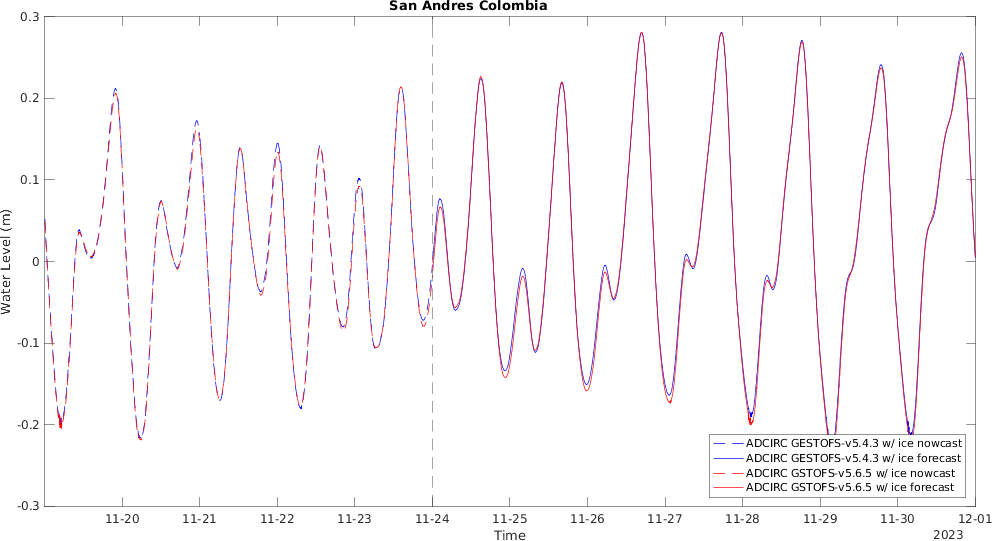 San Andres Colombia
Water Level (m)
0.3
0.2
0.1
0
-0.1
-0.2
-0.3
ADCIRC GESTOFS-v5.4.3 w/ ice nowcast
ADCIRC GESTOFS-v5.4.3 w/ ice forecast
ADCIRC GSTOFS-v5.6.5 w/ ice nowcast
ADCIRC GSTOFS-v5.6.5 w/ ice forecast
11-20 11-21 11-22 11-23 11-24 11-25 11-26 11-27 11-28 11-29 11-30 12-01
Time
2023